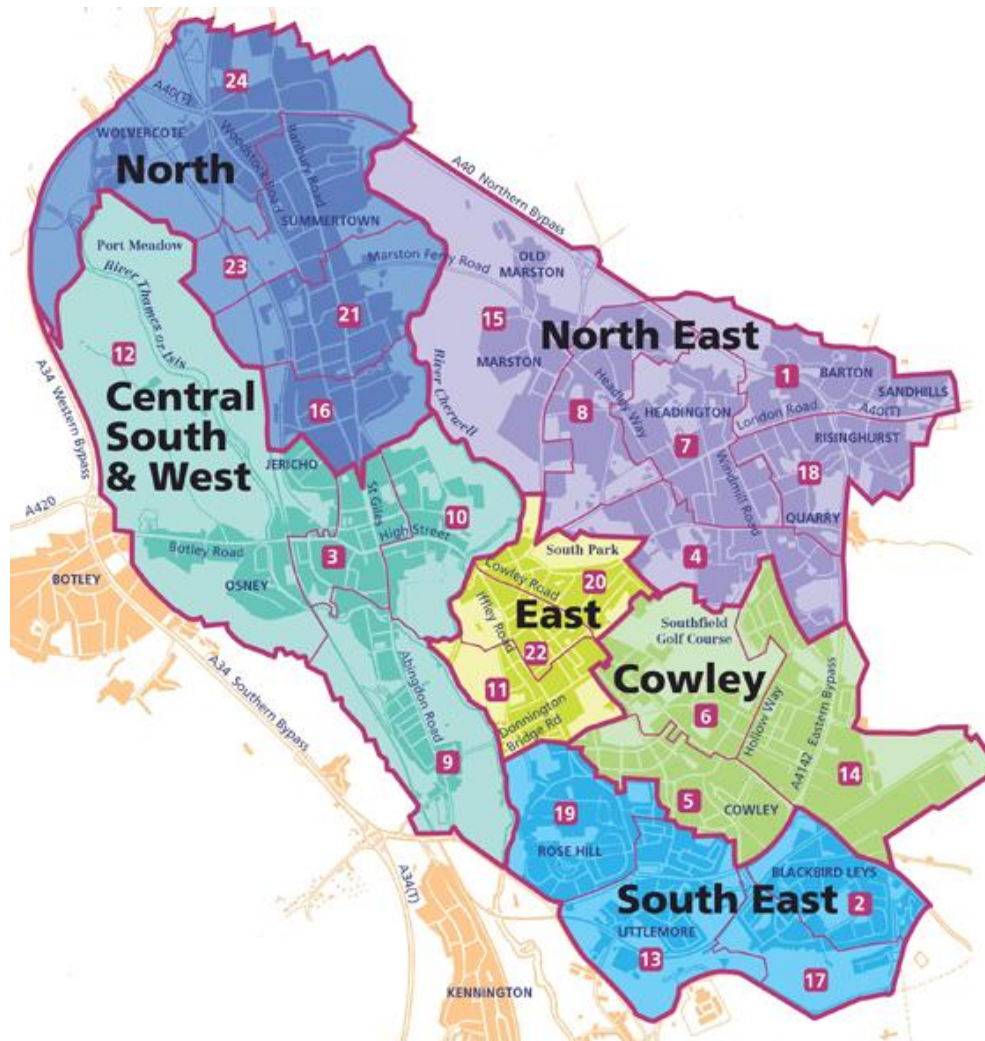 24
A40(T)
WOLVERCOTE
Woodstock Road
Banbury Road
North
SUMMERTOWN
A40 Northern Bypass
Port Meadow
23
Marston Ferry Road
OLD
MARSTON
River Thames or Isis
21
15
North East
12
MARSTON
River Cherwell
Headley Way
1
BARTON
SANDHILLS
A34 Western Bypass
Central
South
& West
16
8
HEADINGTON
London Road
A40(T)
7
RISINGHURST
JERICHO
Windmill Road
18
St Giles
A420
10
High Street
QUARRY
Botley Road
3
4
South Park
BOTLEY
OSNEY
Cowley Road
20
Iffley Road
East
Southfield
Golf Course
22
Cowley
11
Abingdon Road
Donnington
Bridge Rd
6
Hollow Way
A4142 Eastern Bypass
A34 Southern Bypass
9
14
5
COWLEY
19
ROSE HILL
BLACKBIRD LEYS
A34(T)
South East
2
LITTLEMORE
13
17
KENNINGTON